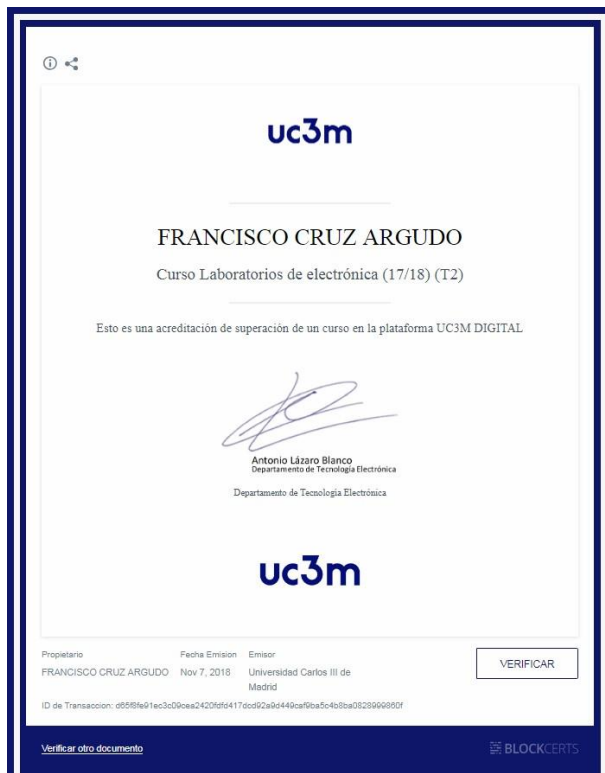 uc3m
FRANCISCO CRUZ ARGUDO
Curso Laboratorios de electrónica (17/18) (T2)
Esto es una acreditación de superación de un curso en la plataforma UC3M DIGITAL
Antonio Lázaro Blanco
Departamento de Tecnología Electrónica
Departamento de Tecnología Electrónica
uc3m
Propietario Fecha Emision Emisor
FRANCISCO CRUZ ARGUDO Nov 7, 2018 Universidad Carlos III de
Madrid
VERIFICAR
ID de Transaccion:
Verificar otro documento
BLOCKCERTS